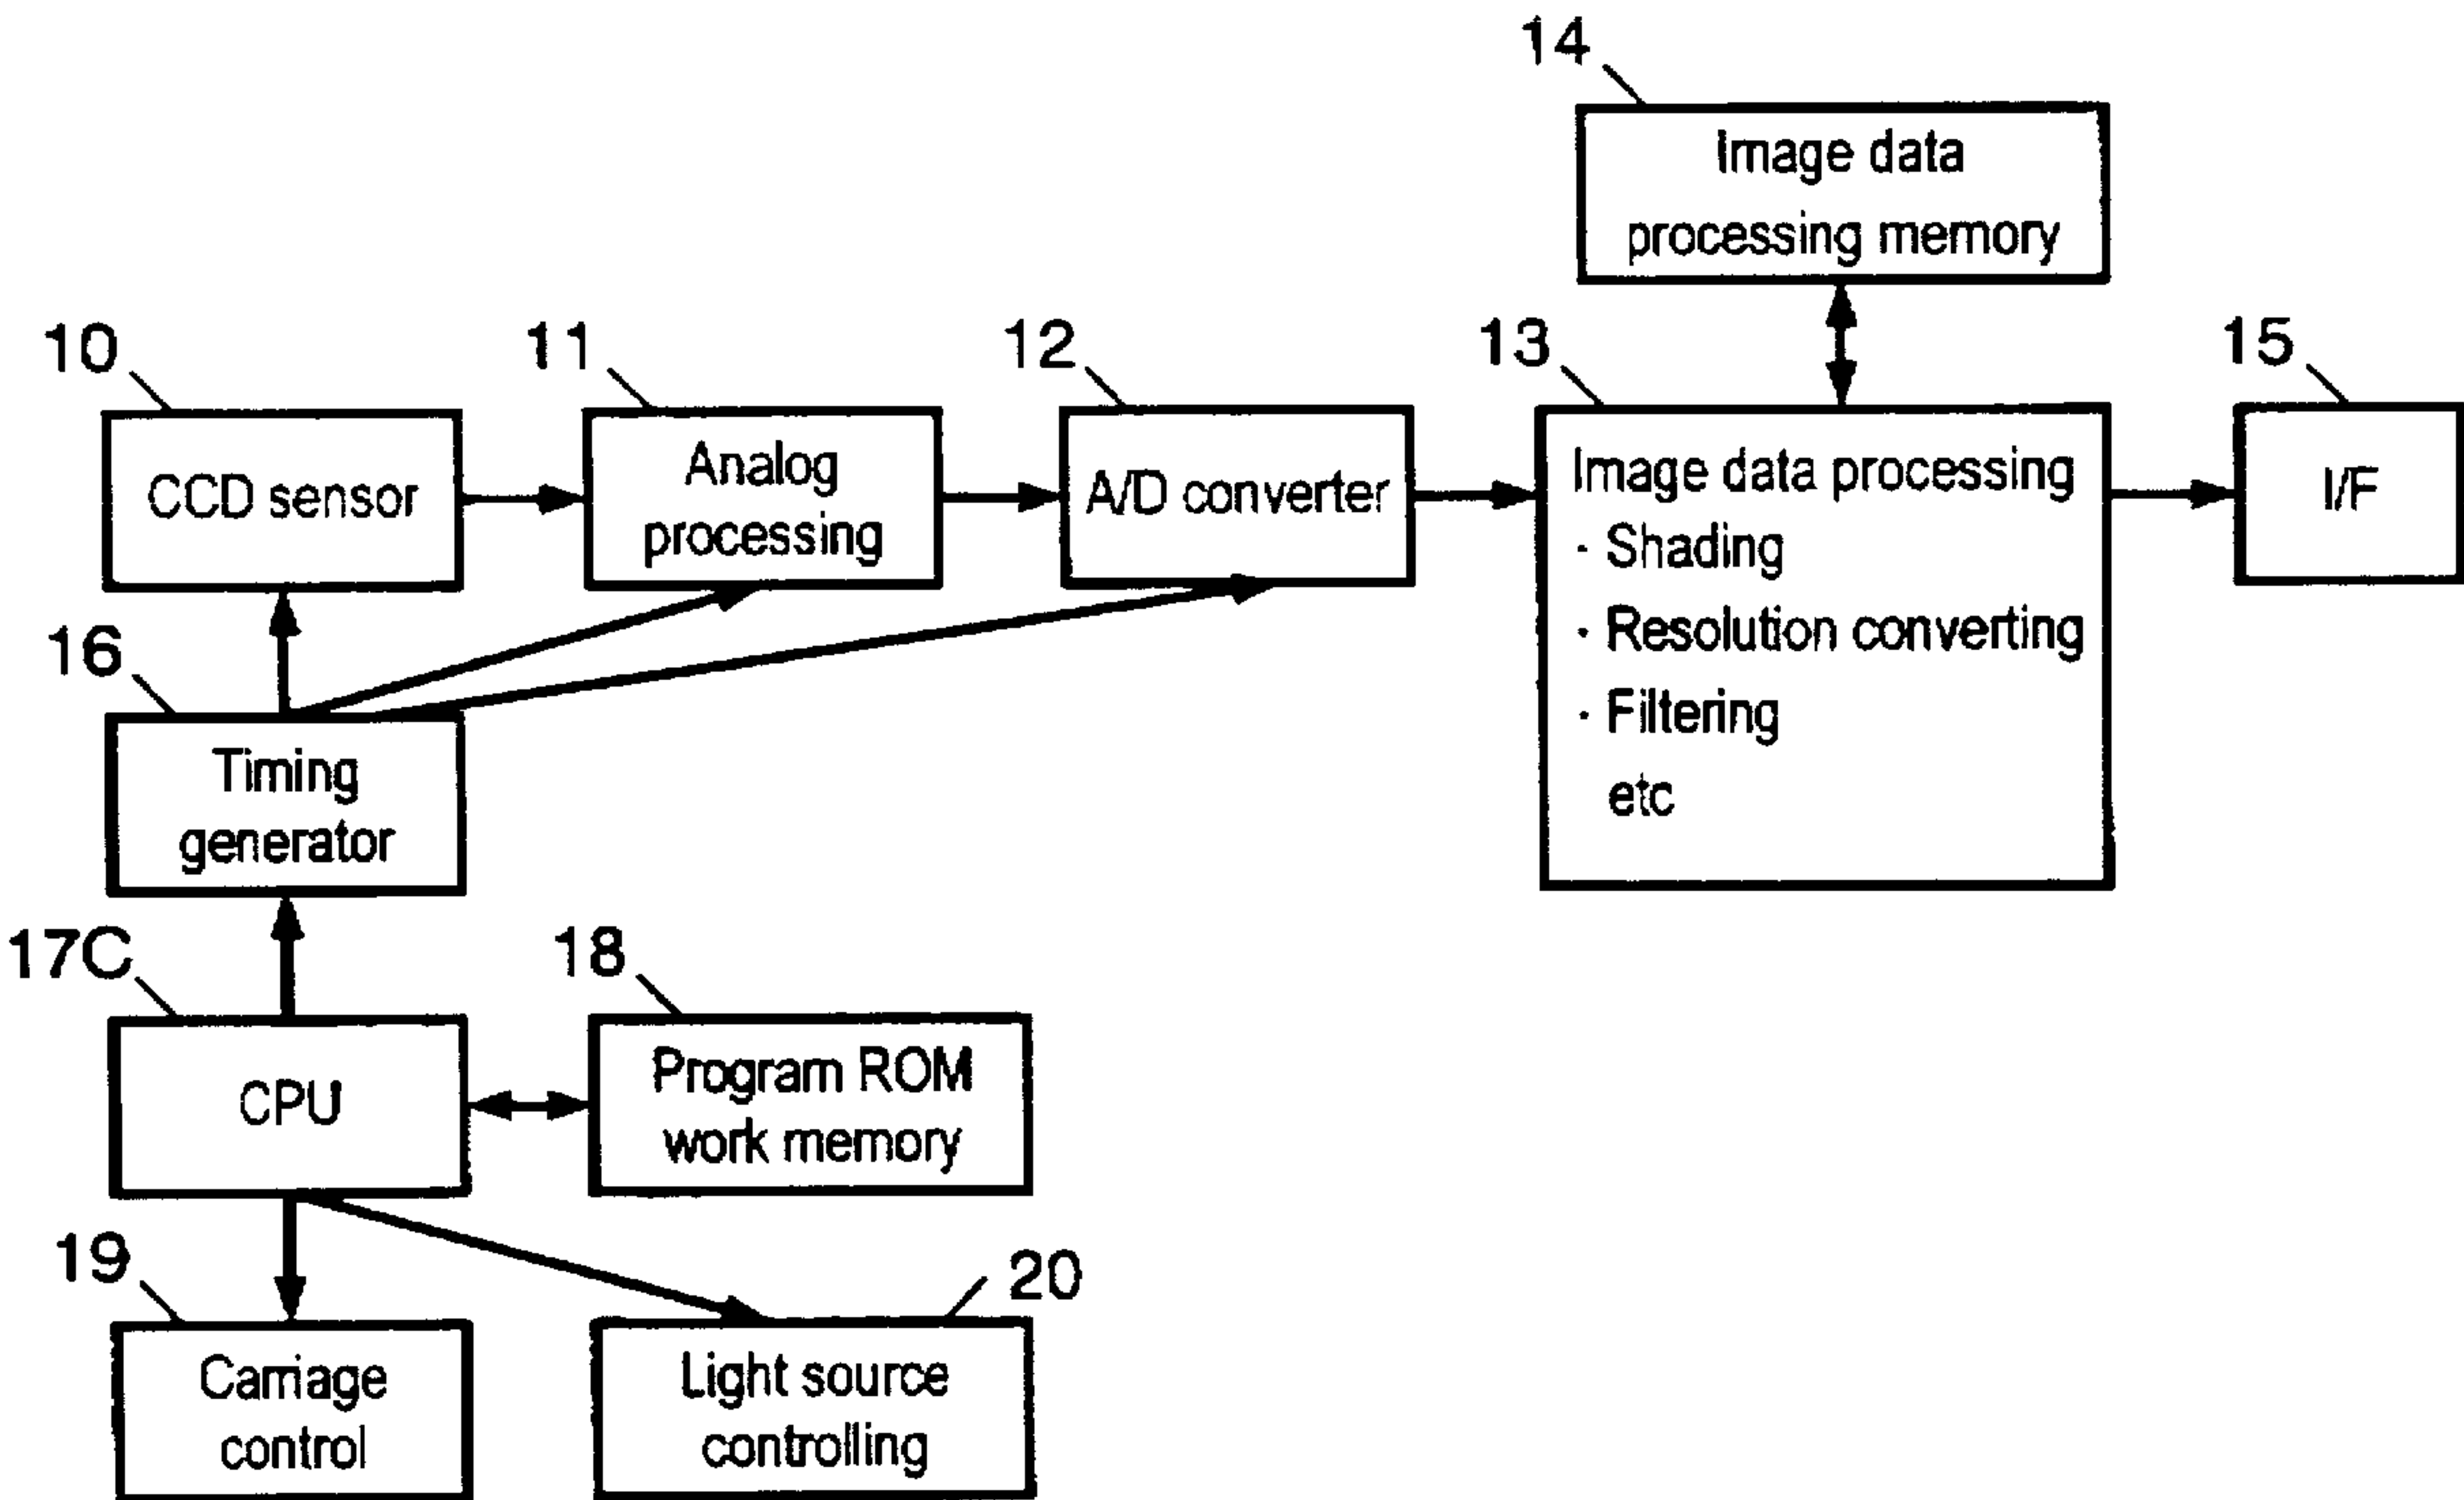 14
Image data
processing memory
10
11
12
13
15
CCD sensor
Analog
processing
A/D converter
Image data processing
· Shading
· Resolution converting
· Filtering
etc
I/F
16
Timing
generator
17C
18
CPU
Program ROM
work memory
19
20
Carriage
control
Light source
controlling